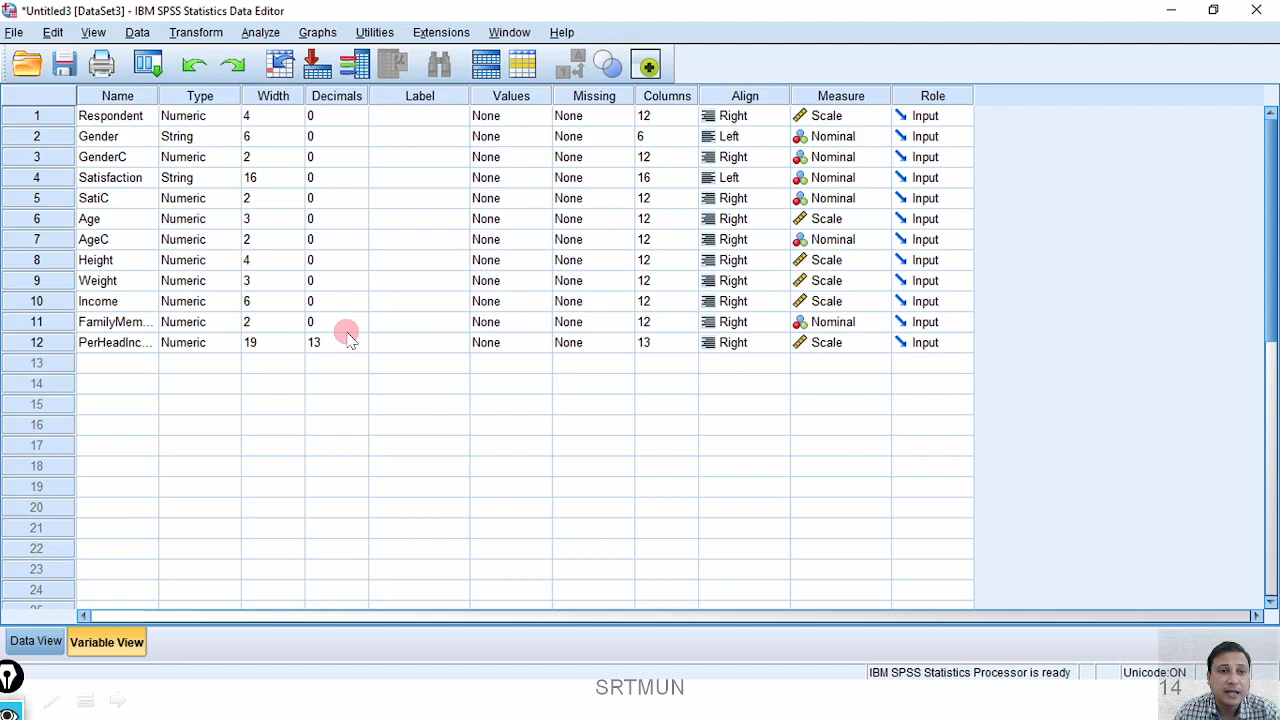 *Untitled3 [DataSet3] - IBM SPSS Statistics Data Editor
File Edit View Data Transform Analyze Graphs Utilities Extensions Window Help
Name Type Width Decimals Label Values Missing Columns Align Measure Role
1 Respondent Numeric 4 0 None None 12 Right Scale Input
2 Gender String 6 0 None None 6 Left Nominal Input
3 GenderC Numeric 2 0 None None 12 Right Nominal Input
4 Satisfaction String 16 0 None None 16 Left Nominal Input
5 SatiC Numeric 2 0 None None 12 Right Nominal Input
6 Age Numeric 3 0 None None 12 Right Scale Input
7 AgeC Numeric 2 0 None None 12 Right Nominal Input
8 Height Numeric 4 0 None None 12 Right Scale Input
9 Weight Numeric 3 0 None None 12 Right Scale Input
10 Income Numeric 6 0 None None 12 Right Scale Input
11 FamilyMem... Numeric 2 0 None None 12 Right Nominal Input
12 PerHeadInc... Numeric 19 13 None None 13 Right Scale Input
13
14
15
16
17
18
19
20
21
22
23
24
Data View Variable View
IBM SPSS Statistics Processor is ready Unicode:ON
SRTMUN 14